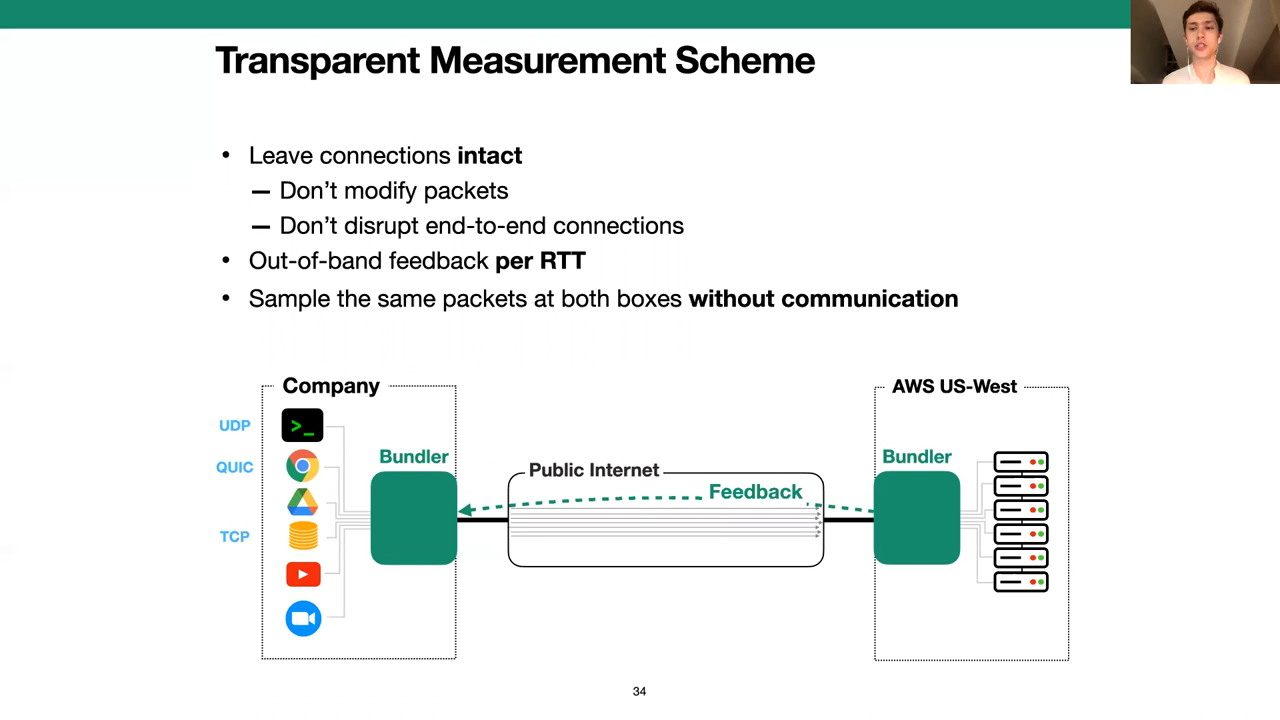 Transparent Measurement Scheme
• Leave connections intact
— Don’t modify packets
— Don’t disrupt end-to-end connections
• Out-of-band feedback per RTT
• Sample the same packets at both boxes without communication
Company
AWS US-West
UDP
>_
QUIC
Bundler
Public Internet
Bundler
Feedback
TCP
34